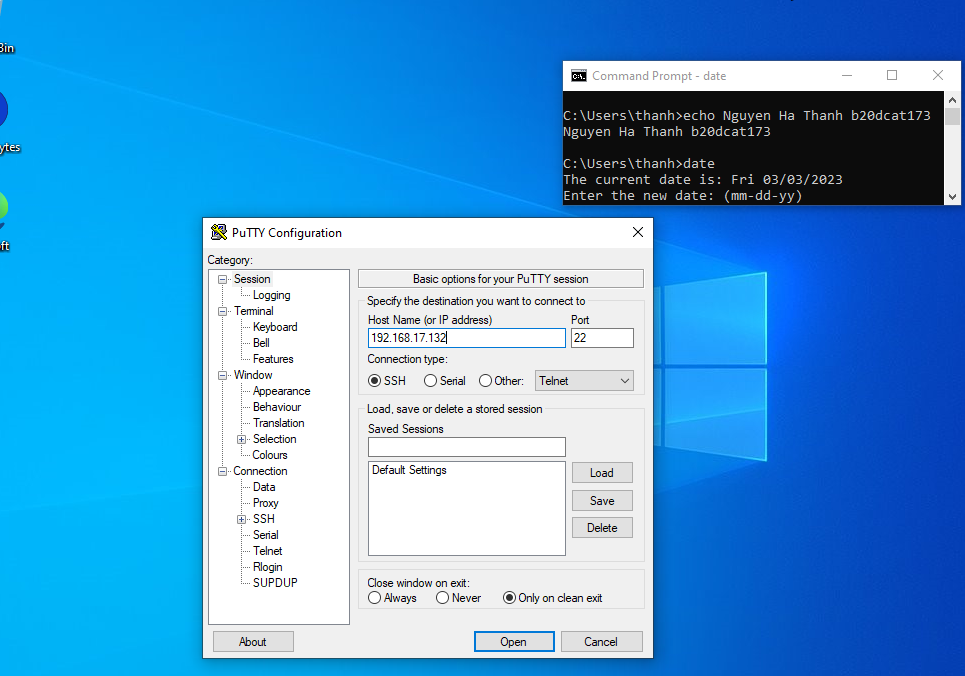 Bin
ytes
ft
Command Prompt - date
C:\Users\thanh>echo Nguyen Ha Thanh b20dcat173
Nguyen Ha Thanh b20dcat173
C:\Users\thanh>date
The current date is: Fri 03/03/2023
Enter the new date: (mm-dd-yy)
PuTTY Configuration
Category:
Session
Logging
Terminal
Keyboard
Bell
Features
Window
Appearance
Behaviour
Translation
Selection
Colours
Connection
Data
Proxy
SSH
Serial
Telnet
Rlogin
SUPDUP
Basic options for your PuTTY session
Specify the destination you want to connect to
Host Name (or IP address) Port
192.168.17.132 22
Connection type:
SSH Serial Other: Telnet
Load, save or delete a stored session
Saved Sessions
Default Settings
Load
Save
Delete
Close window on exit:
Always Never Only on clean exit
About Open Cancel